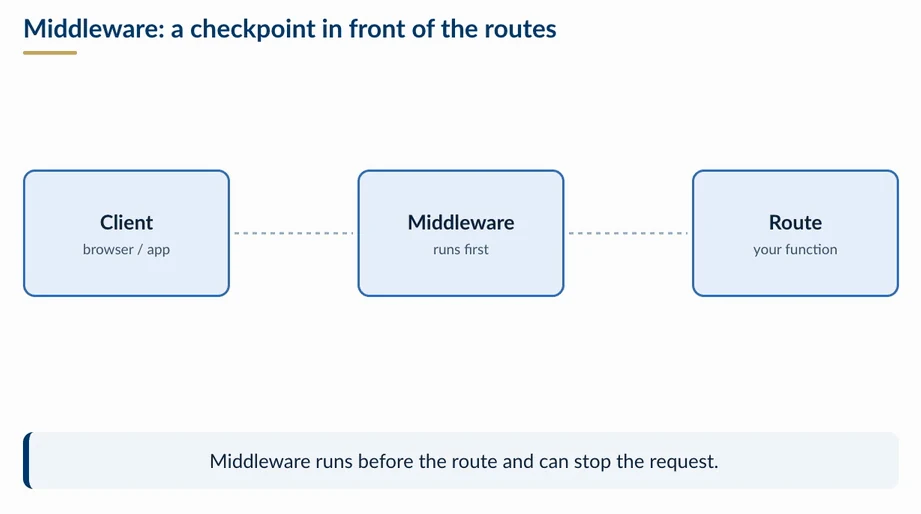 Middleware: a checkpoint in front of the routes
Client
browser / app
Middleware
runs first
Route
your function
Middleware runs before the route and can stop the request.